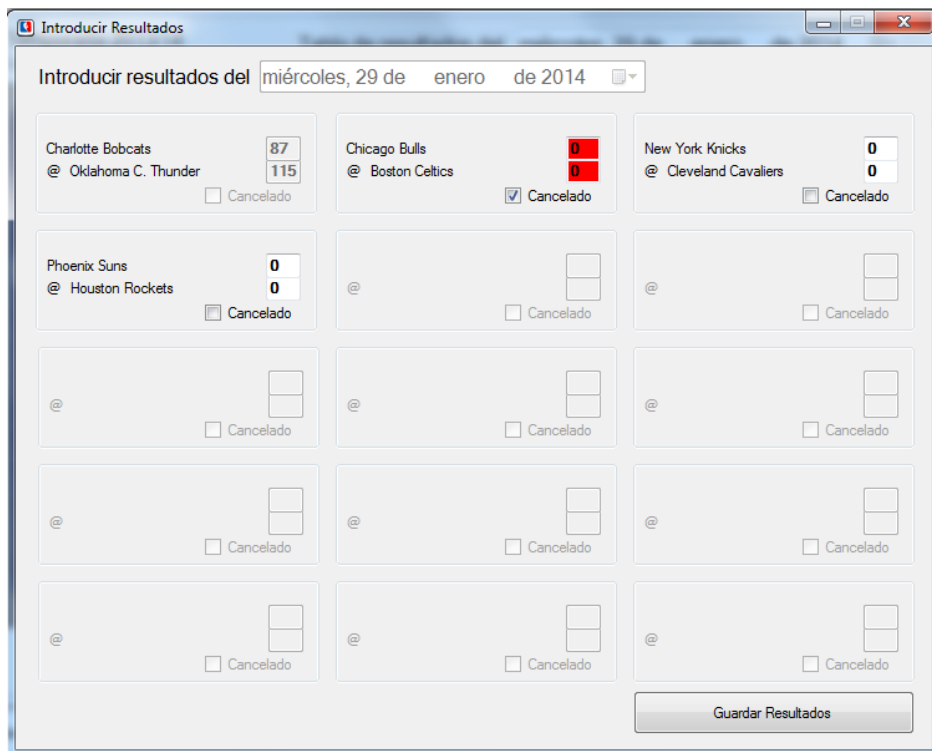 Introducir Resultados
Introducir resultados del miércoles, 29 de enero de 2014
Charlotte Bobcats 87
@ Oklahoma C. Thunder 115
Cancelado
Chicago Bulls 0
@ Boston Celtics 0
Cancelado
New York Knicks 0
@ Cleveland Cavaliers 0
Cancelado
Phoenix Suns 0
@ Houston Rockets 0
Cancelado
@
Cancelado
@
Cancelado
@
Cancelado
@
Cancelado
@
Cancelado
@
Cancelado
@
Cancelado
@
Cancelado
@
Cancelado
@
Cancelado
@
Cancelado
Guardar Resultados